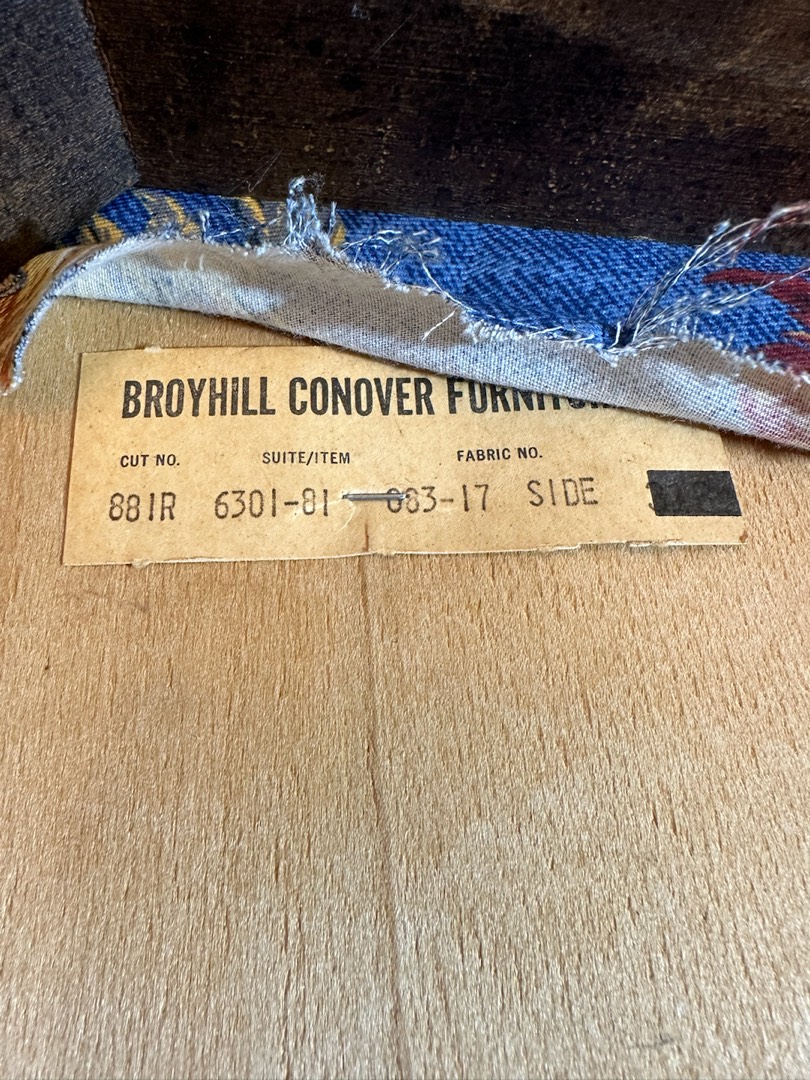 BROYHILL CONOVER
CUT NO. SUITE/ITEM FABRIC NO.
881R 6301-81 083-17 SIDE